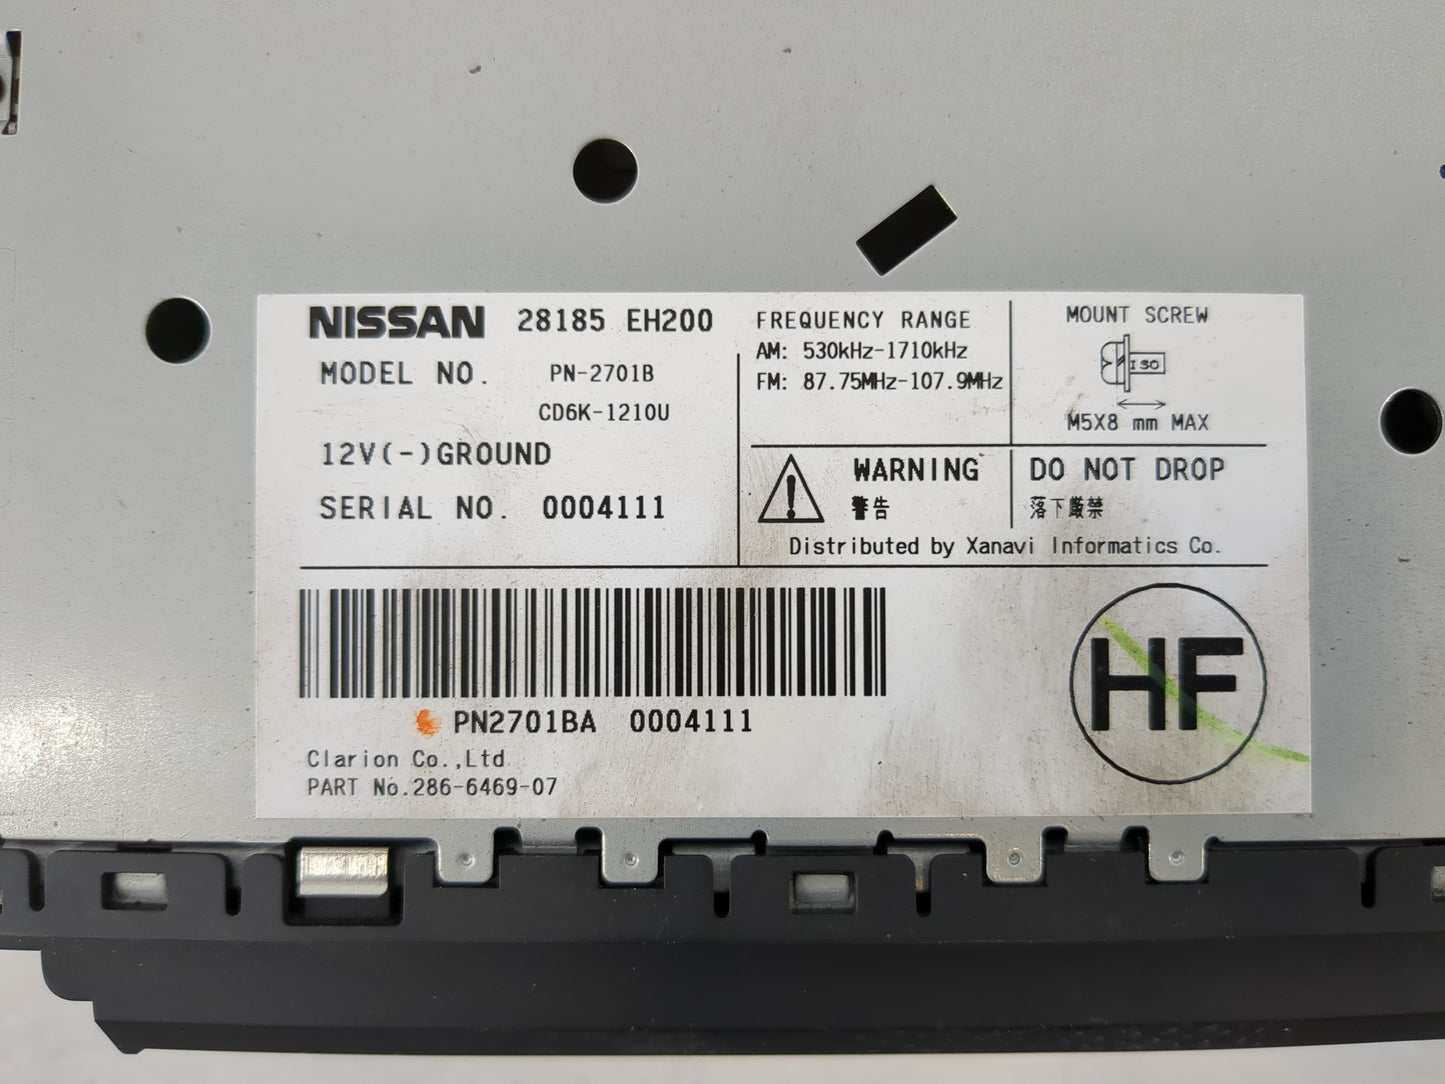 NISSAN 28185 EH200
MODEL NO. PN-2701B
CD6K-1210U
12V(-)GROUND
SERIAL NO. 0004111
FREQUENCY RANGE
AM: 530kHz-1710kHz
FM: 87.75MHz-107.9MHz
MOUNT SCREW
ISO
M5X8 mm MAX
WARNING
警告
DO NOT DROP
落下厳禁
Distributed by Xanavi Informatics Co.
PN2701BA 0004111
Clarion Co.,Ltd
PART No.286-6469-07
HF